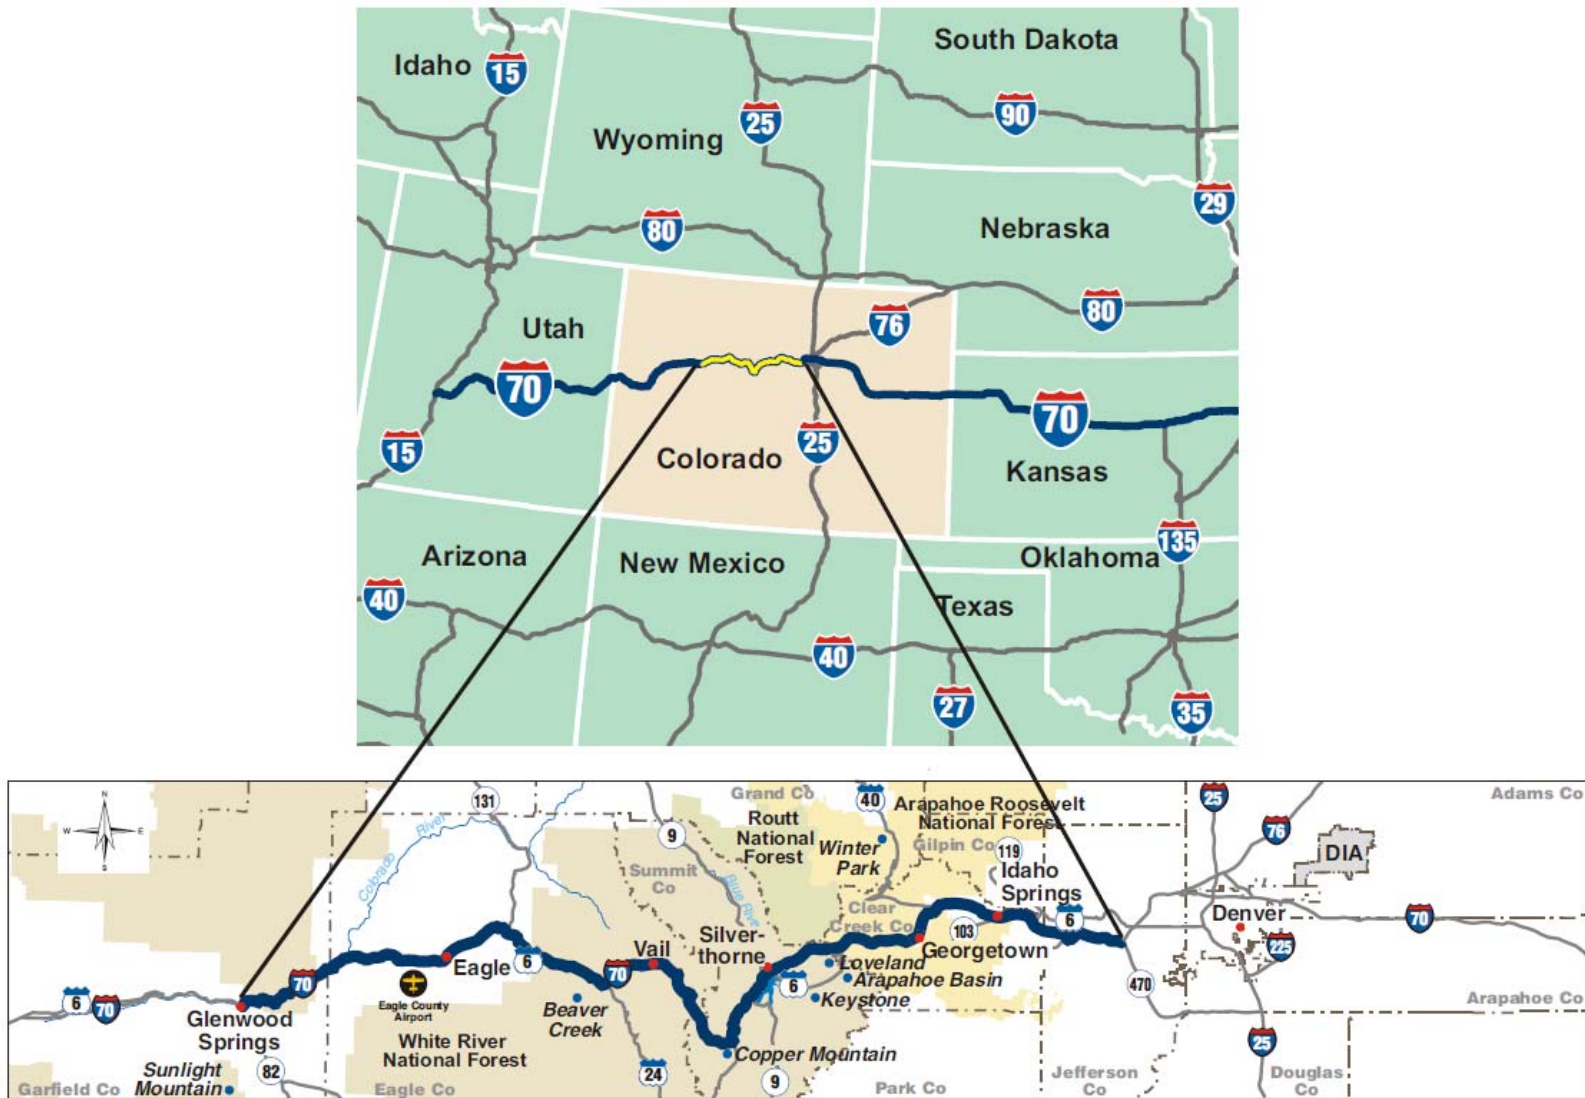 South Dakota
Idaho
15
90
25
Wyoming
29
Nebraska
80
80
76
Utah
70
70
25
15
Colorado
Kansas
135
Arizona
New Mexico
Oklahoma
40
Texas
40
27
35
N
W
E
S
131
9
Grand Co
40
Arapahoe Roosevelt
National Forest
25
Adams Co
76
Routt
National
Forest
Winter
Park
Gilpin Co
119
DIA
Colorado
River
Summit
Co
Blue River
Idaho
Springs
Clear
Creek Co
103
6
Denver
70
225
Vail
Silver-
thorne
Georgetown
Eagle
6
70
Loveland
Arapahoe Basin
6
Keystone
470
70
6
70
Eagle County
Airport
Beaver
Creek
Arapahoe Co
Glenwood
Springs
White River
National Forest
Copper Mountain
25
Sunlight
Mountain
82
24
9
Garfield Co
Eagle Co
Park Co
Jefferson
Co
Douglas
Co